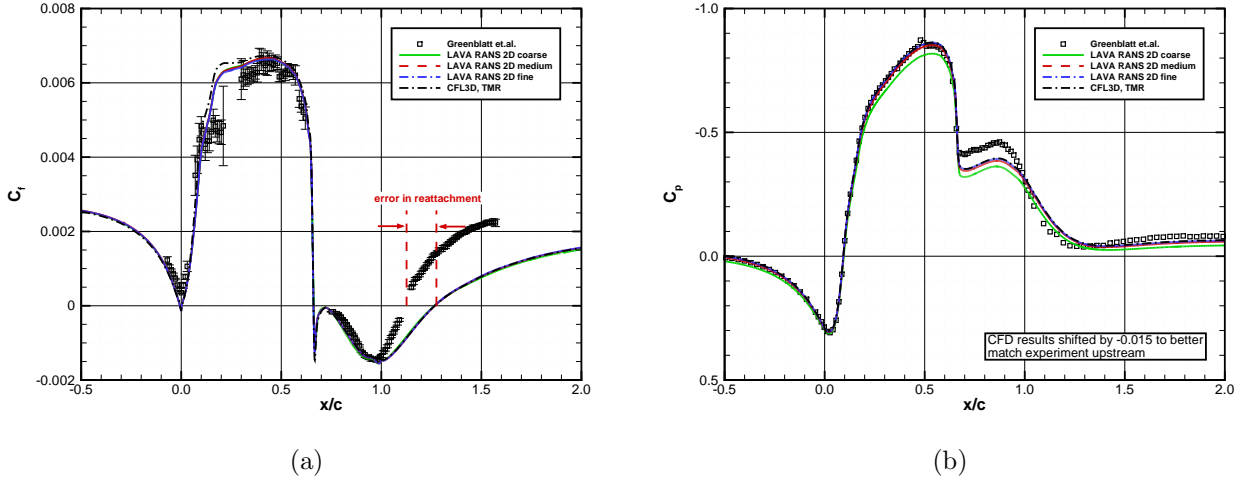 0.008
0.006
0.004
0.002
0
-0.002
-0.5
0.0
0.5
1.0
1.5
2.0
Cf
x/c
Greenblatt et.al.
LAVA RANS 2D coarse
LAVA RANS 2D medium
LAVA RANS 2D fine
CFL3D, TMR
error in reattachment
(a)
-1.0
-0.5
0.0
0.5
-0.5
0.0
0.5
1.0
1.5
2.0
Cp
x/c
Greenblatt et.al.
LAVA RANS 2D coarse
LAVA RANS 2D medium
LAVA RANS 2D fine
CFL3D, TMR
CFD results shifted by -0.015 to better
match experiment upstream
(b)